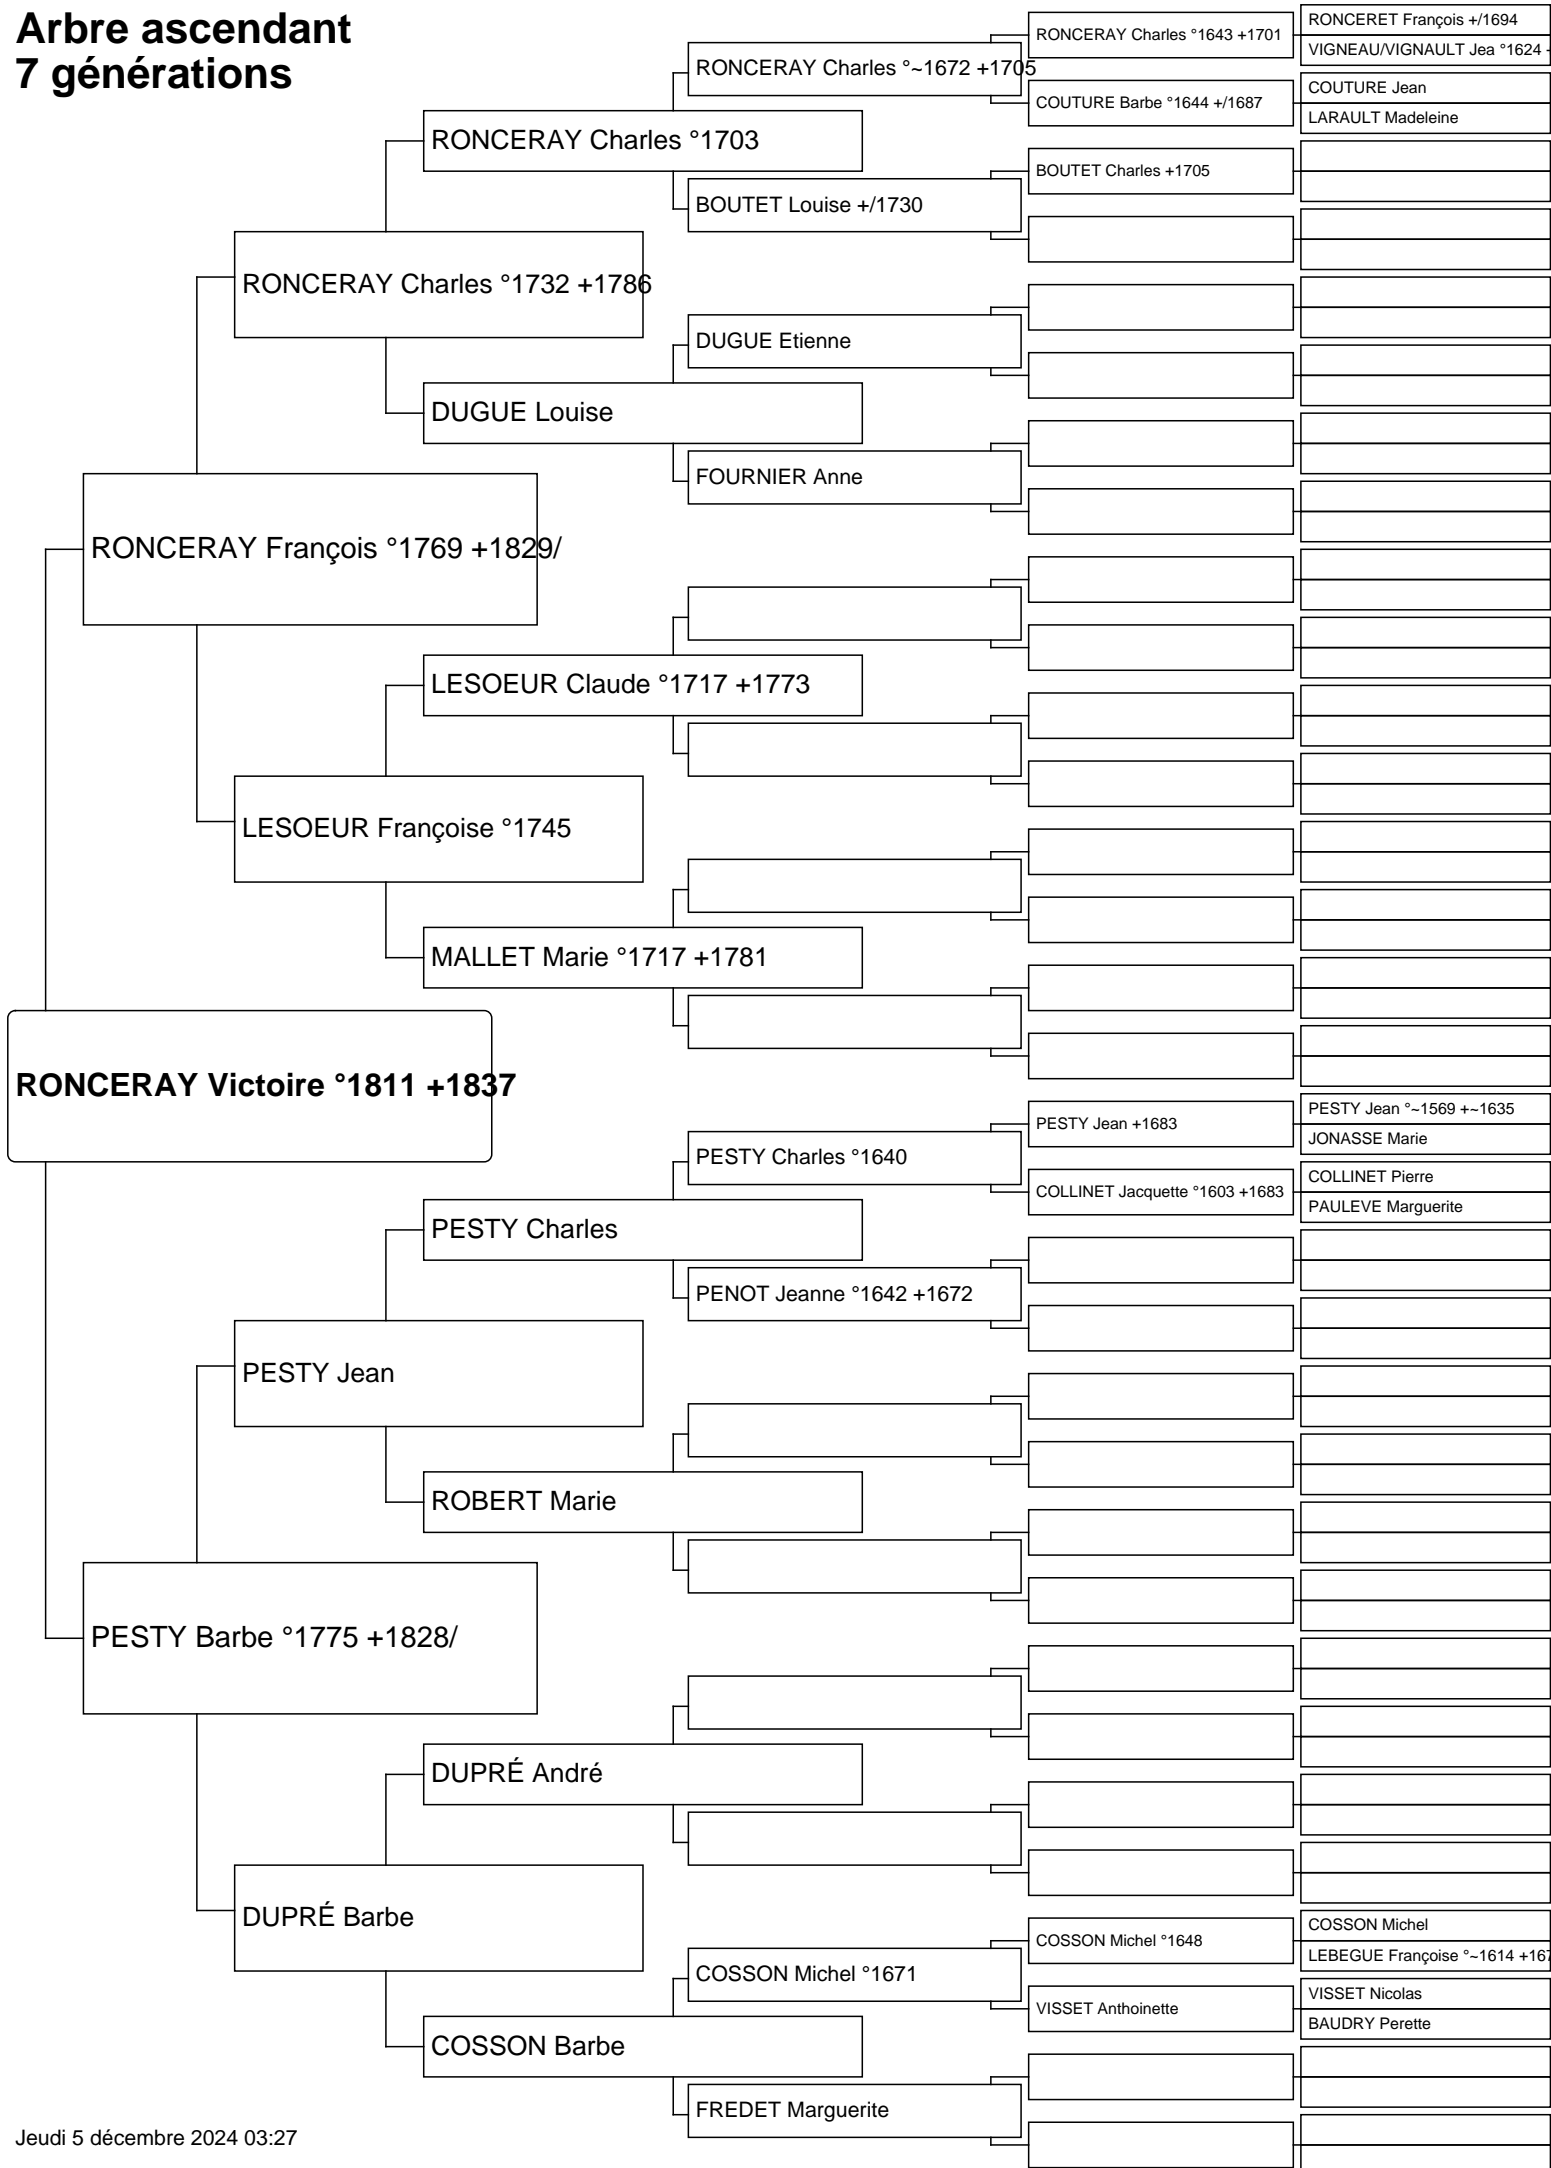 Arbre ascendant
7 générations
RONCERAY Victoire °1811 +1837
RONCERAY François °1769 +1829/
PESTY Barbe °1775 +1828/
RONCERAY Charles °1732 +1786
LESOEUR Françoise °1745
PESTY Jean
DUPRÉ Barbe
RONCERAY Charles °1703
DUGUE Louise
LESOEUR Claude °1717 +1773
MALLET Marie °1717 +1781
PESTY Charles
ROBERT Marie
DUPRÉ André
COSSON Barbe
RONCERAY Charles °~1672 +1705
BOUTET Louise +/1730
DUGUE Etienne
FOURNIER Anne
PESTY Charles °1640
PENOT Jeanne °1642 +1672
COSSON Michel °1671
FREDET Marguerite
RONCERAY Charles °1643 +1701
COUTURE Barbe °1644 +/1687
BOUTET Charles +1705
PESTY Jean +1683
COLLINET Jacquette °1603 +1683
COSSON Michel °1648
VISSET Anthoinette
RONCERET François +/1694
VIGNEAU/VIGNAULT Jea °1624
COUTURE Jean
LARAULT Madeleine
PESTY Jean °~1569 +~1635
JONASSE Marie
COLLINET Pierre
PAULEVE Marguerite
COSSON Michel
LEBEGUE Françoise °~1614 +167
VISSET Nicolas
BAUDRY Perette
Jeudi 5 décembre 2024 03:27